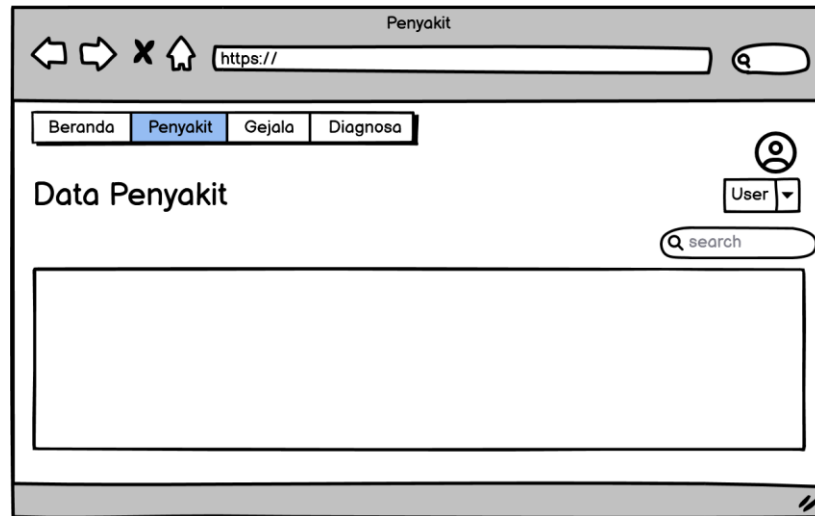 Penyakit
https://
Beranda Penyakit Gejala Diagnosa
Data Penyakit
User
search